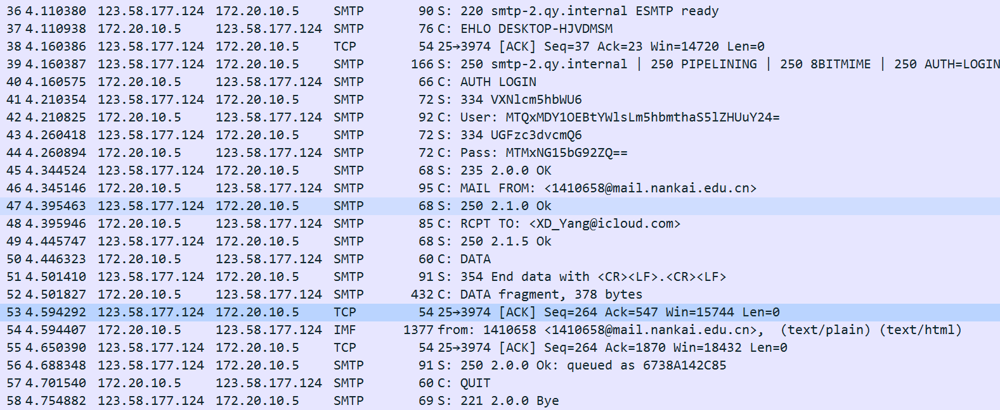 36 4.110380 123.58.177.124 172.20.10.5 SMTP 90 S: 220 smtp-2.qy.internal ESMTP ready
37 4.110938 172.20.10.5 123.58.177.124 SMTP 76 C: EHLO DESKTOP-HJVDMSM
38 4.160386 123.58.177.124 172.20.10.5 TCP 54 25→3974 [ACK] Seq=37 Ack=23 Win=14720 Len=0
39 4.160387 123.58.177.124 172.20.10.5 SMTP 166 S: 250 smtp-2.qy.internal | 250 PIPELINING | 250 8BITMIME | 250 AUTH=LOGIN
40 4.160575 172.20.10.5 123.58.177.124 SMTP 66 C: AUTH LOGIN
41 4.210354 123.58.177.124 172.20.10.5 SMTP 72 S: 334 VXNlcm5hbWU6
42 4.210825 172.20.10.5 123.58.177.124 SMTP 92 C: User: MTQxMDY1OEBtYWlsLm5hbmthaS5lZHUuY24=
43 4.260418 123.58.177.124 172.20.10.5 SMTP 72 S: 334 UGFzc3dvcmQ6
44 4.260894 172.20.10.5 123.58.177.124 SMTP 72 C: Pass: MTMxNG15bG92ZQ==
45 4.344524 123.58.177.124 172.20.10.5 SMTP 68 S: 235 2.0.0 OK
46 4.345146 172.20.10.5 123.58.177.124 SMTP 95 C: MAIL FROM: <1410658@mail.nankai.edu.cn>
47 4.395463 123.58.177.124 172.20.10.5 SMTP 68 S: 250 2.1.0 Ok
48 4.395946 172.20.10.5 123.58.177.124 SMTP 85 C: RCPT TO: <XD_Yang@icloud.com>
49 4.445747 123.58.177.124 172.20.10.5 SMTP 68 S: 250 2.1.5 Ok
50 4.446323 172.20.10.5 123.58.177.124 SMTP 60 C: DATA
51 4.501410 123.58.177.124 172.20.10.5 SMTP 91 S: 354 End data with <CR><LF>.<CR><LF>
52 4.501827 172.20.10.5 123.58.177.124 SMTP 432 C: DATA fragment, 378 bytes
53 4.594292 123.58.177.124 172.20.10.5 TCP 54 25→3974 [ACK] Seq=264 Ack=547 Win=15744 Len=0
54 4.594407 172.20.10.5 123.58.177.124 IMF 1377 from: 1410658 <1410658@mail.nankai.edu.cn>, (text/plain) (text/html)
55 4.650390 123.58.177.124 172.20.10.5 TCP 54 25→3974 [ACK] Seq=264 Ack=1870 Win=18432 Len=0
56 4.688348 123.58.177.124 172.20.10.5 SMTP 91 S: 250 2.0.0 Ok: queued as 6738A142C85
57 4.701540 172.20.10.5 123.58.177.124 SMTP 60 C: QUIT
58 4.754882 123.58.177.124 172.20.10.5 SMTP 69 S: 221 2.0.0 Bye